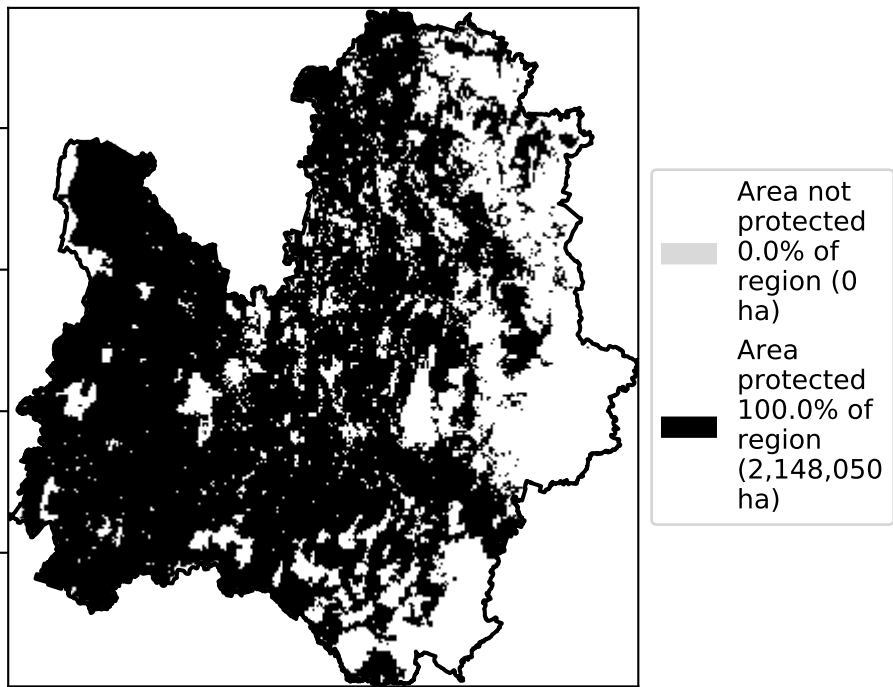 Area not
protected
0.0% of
region (0
ha)
Area
protected
100.0% of
region
(2,148,050
ha)